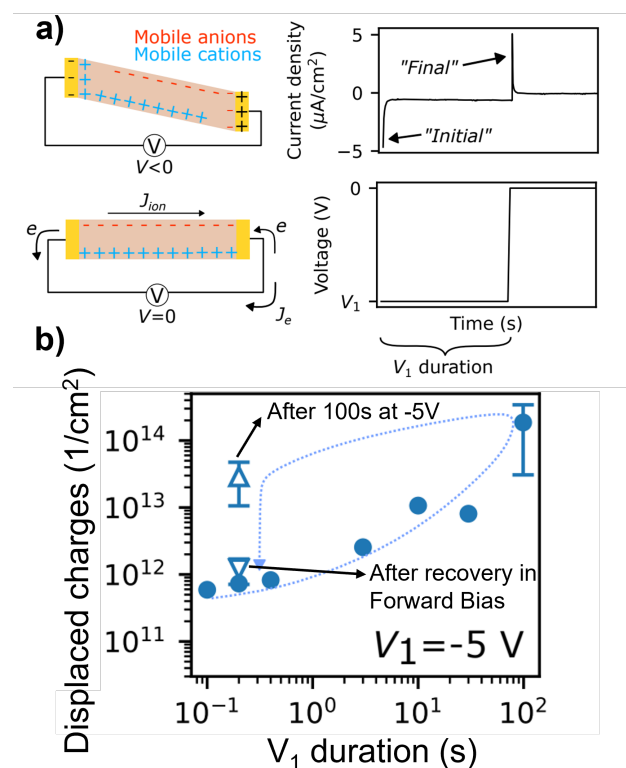 a)
Mobile anions
Mobile cations
V
V<0
J_ion
e
e
V
V=0
J_e
Current density
(μA/cm²)
5
0
−5
"Final"
"Initial"
Voltage (V)
0
V₁
Time (s)
V₁ duration
b)
Displaced charges (1/cm²)
10¹⁴
10¹³
10¹²
10¹¹
After 100s at -5V
After recovery in
Forward Bias
V1=-5 V
10⁻¹
10⁰
10¹
10²
V₁ duration (s)